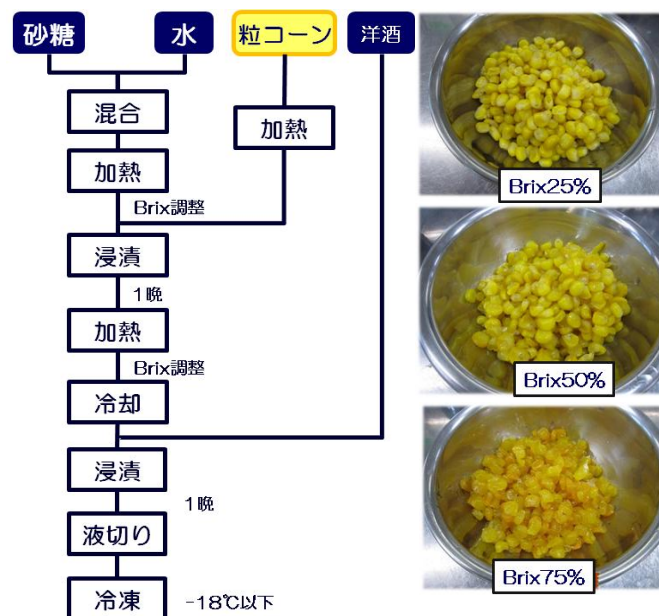 砂糖
水
粒コーン
洋酒
混合
加熱
加熱
Brix調整
浸漬
1晩
加熱
Brix調整
冷却
浸漬
1晩
液切り
冷凍
-18℃以下
Brix25%
Brix50%
Brix75%